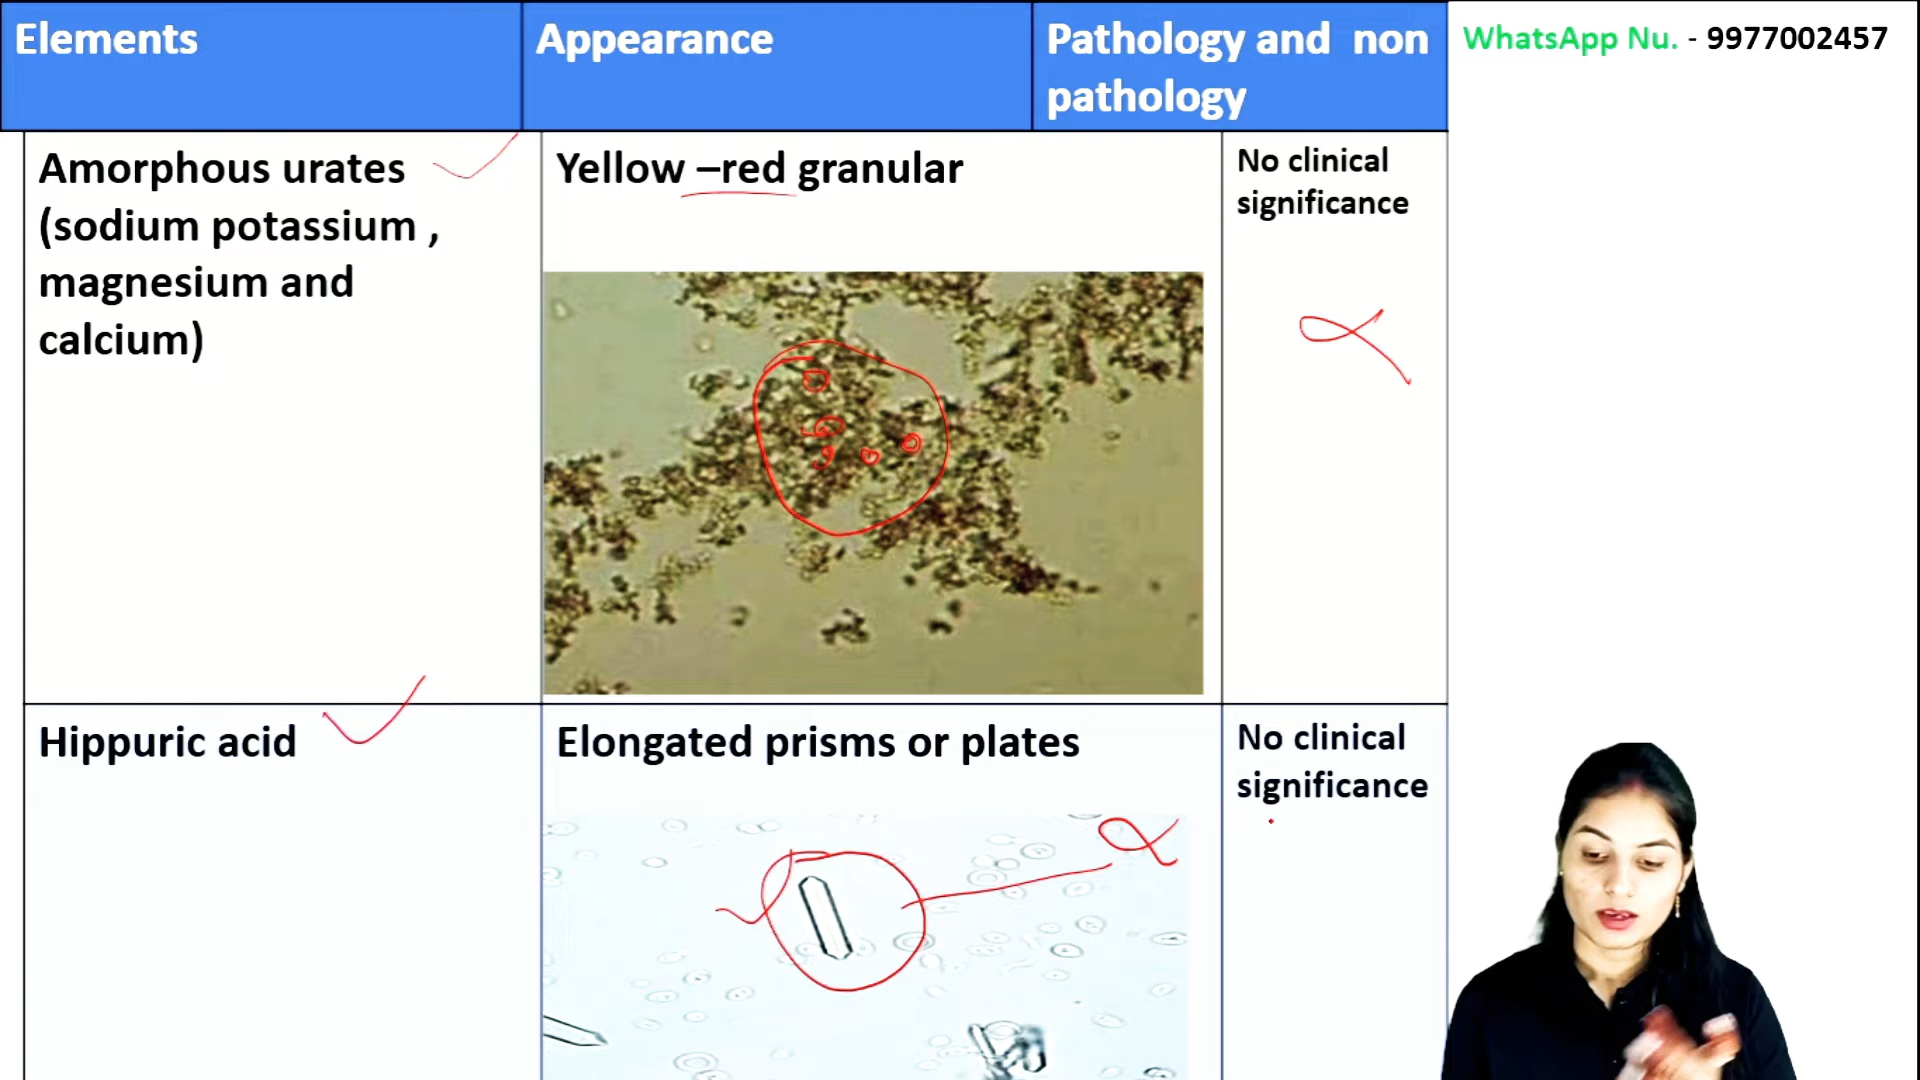 Elements
Appearance
Pathology and non
pathology
WhatsApp Nu. - 9977002457
Amorphous urates
(sodium potassium ,
magnesium and
calcium)
Yellow –red granular
No clinical
significance
Hippuric acid
Elongated prisms or plates
No clinical
significance